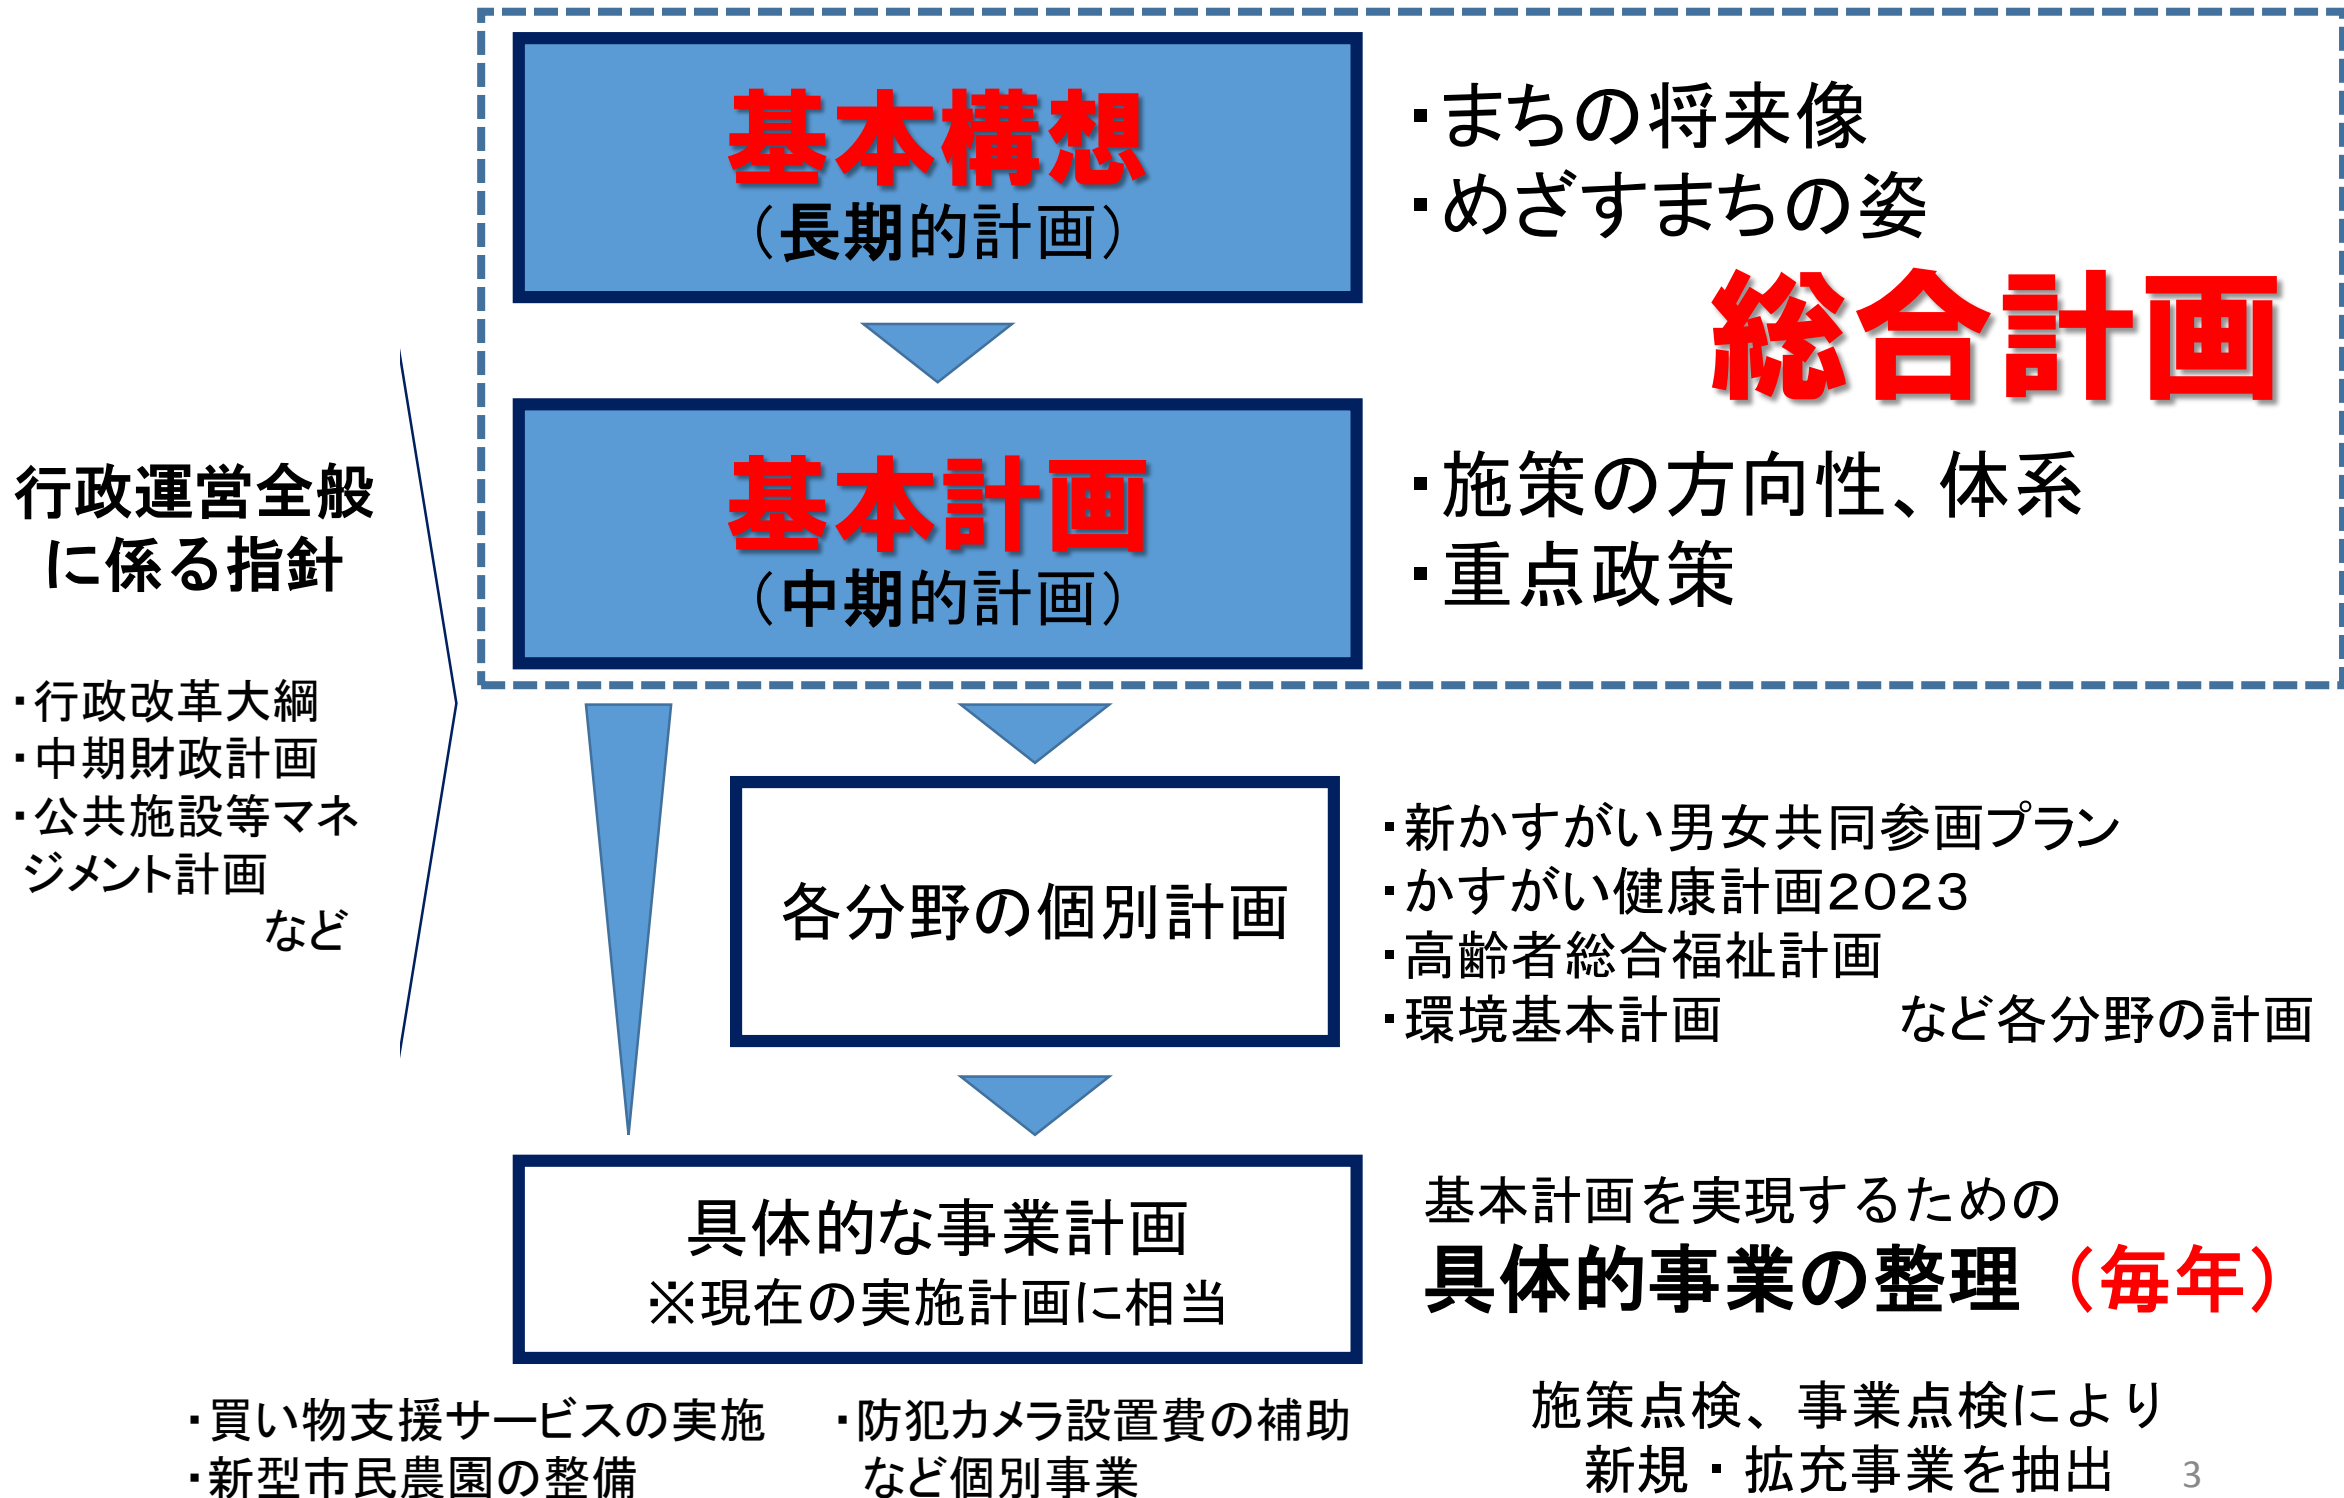 基本構想
（長期的計画）
・まちの将来像
・めざすまちの姿
総合計画
基本計画
（中期的計画）
・施策の方向性、体系
・重点政策
行政運営全般
に係る指針
・行政改革大綱
・中期財政計画
・公共施設等マネ
ジメント計画
など
各分野の個別計画
・新かすがい男女共同参画プラン
・かすがい健康計画２０２３
・高齢者総合福祉計画
・環境基本計画　　　など各分野の計画
具体的な事業計画
※現在の実施計画に相当
基本計画を実現するための
具体的事業の整理（毎年）
・買い物支援サービスの実施
・新型市民農園の整備
・防犯カメラ設置費の補助
など個別事業
施策点検、事業点検により
新規・拡充事業を抽出
3